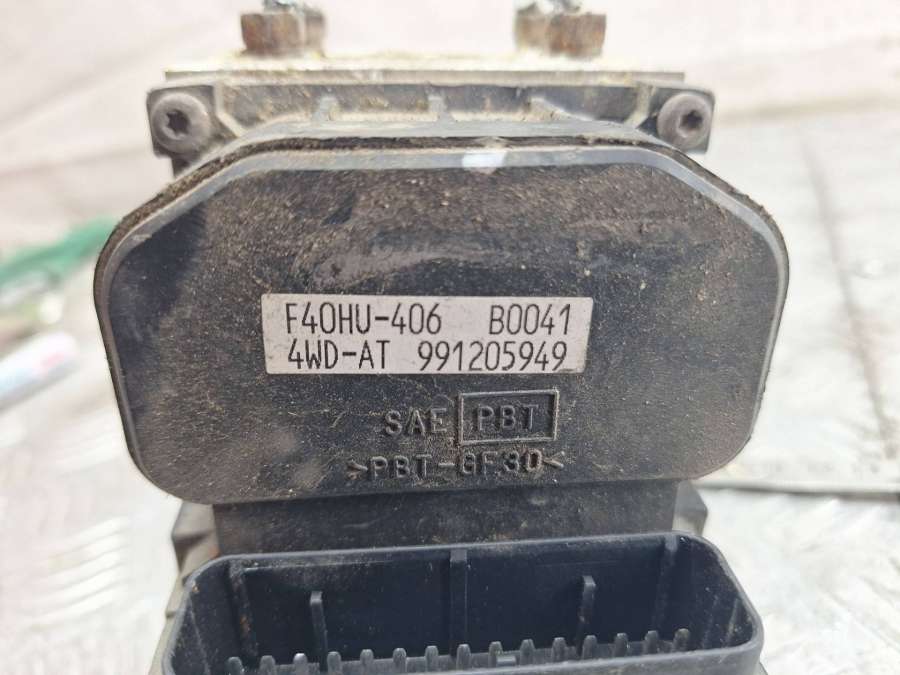 F40HU-406 B0041
4WD-AT 991205949
SAE PBT
>PBT-GF30<